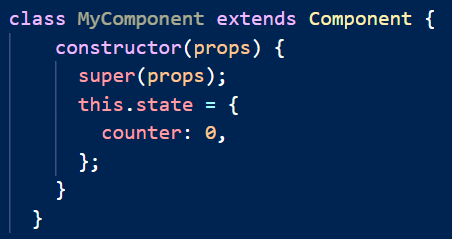 class MyComponent extends Component {
    constructor(props) {
      super(props);
      this.state = {
        counter: 0,
      };
    }
  }